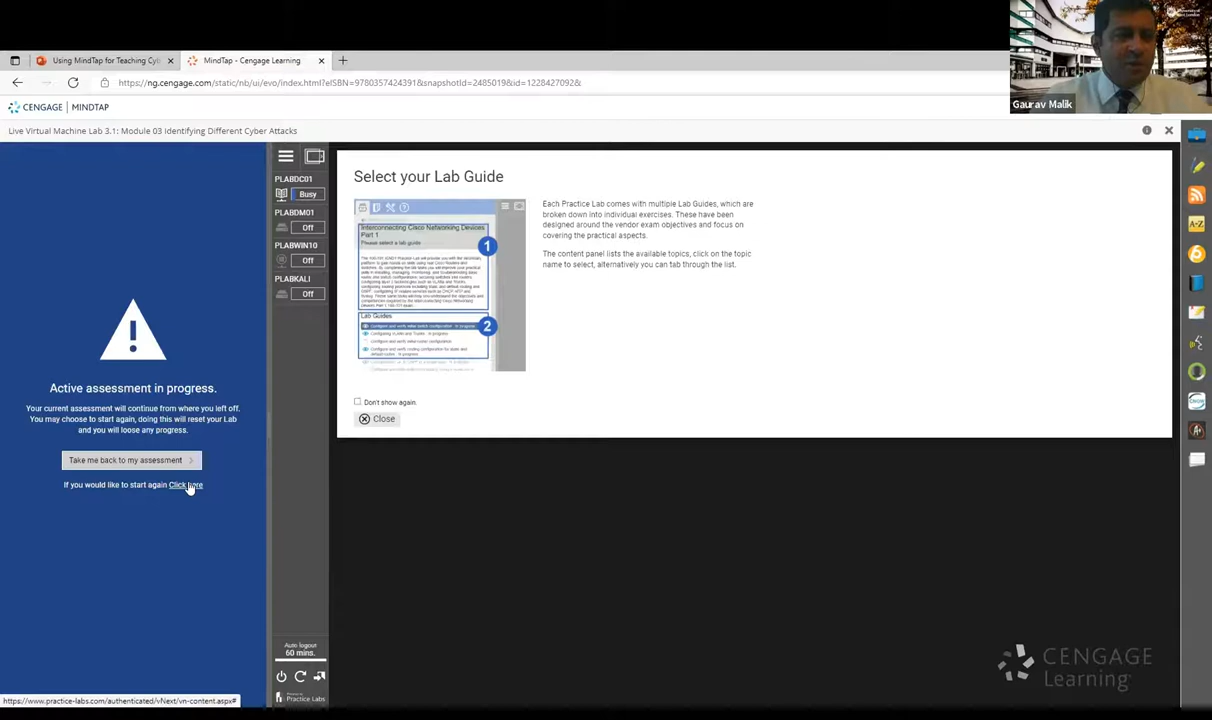 Gaurav Malik
Using MindTap for Teaching Cyb
MindTap - Cengage Learning
https://ng.cengage.com/static/nb/ui/evo/index.html?eISBN=9780357424391&snapshotId=2485019&id=1228427092&
CENGAGE | MINDTAP
Live Virtual Machine Lab 3.1: Module 03 Identifying Different Cyber Attacks
Active assessment in progress.
Your current assessment will continue from where you left off.
You may choose to start again, doing this will reset your Lab
and you will loose any progress.
Take me back to my assessment
If you would like to start again Click here
https://www.practice-labs.com/authenticated/vNext/vn-content.aspx#
PLABDC01
Busy
PLABDM01
Off
PLABWIN10
Off
PLABKALI
Off
Auto logout
60 mins.
Practice Labs
Select your Lab Guide
Interconnecting Cisco Networking Devices
Part 1
Please select a lab guide
1
Lab Guides
2
Each Practice Lab comes with multiple Lab Guides, which are
broken down into individual exercises. These have been
designed around the vendor exam objectives and focus on
covering the practical aspects.
The content panel lists the available topics, click on the topic
name to select, alternatively you can tab through the list.
Don't show again.
Close
A-Z
A+
CENGAGE
Learning